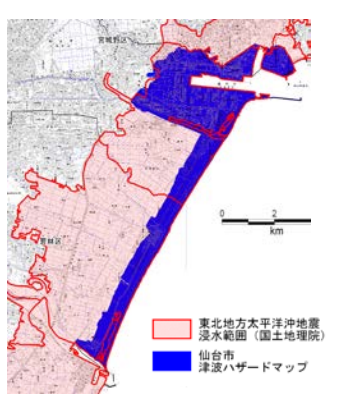 宮城野区
若林区
0 2
km
東北地方太平洋沖地震
浸水範囲（国土地理院）
仙台市
津波ハザードマップ